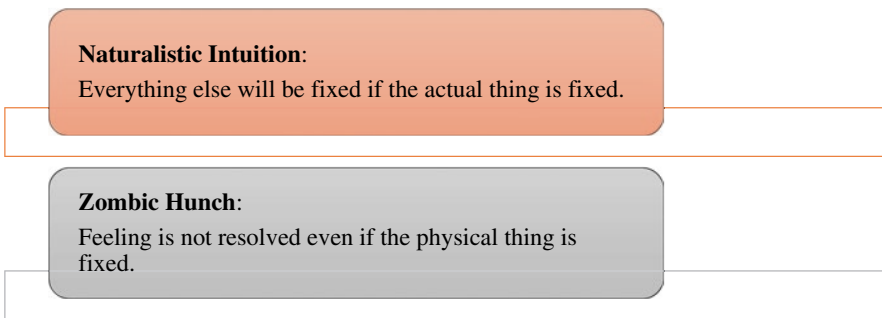 Naturalistic Intuition:
Everything else will be fixed if the actual thing is fixed.
Zombic Hunch:
Feeling is not resolved even if the physical thing is
fixed.